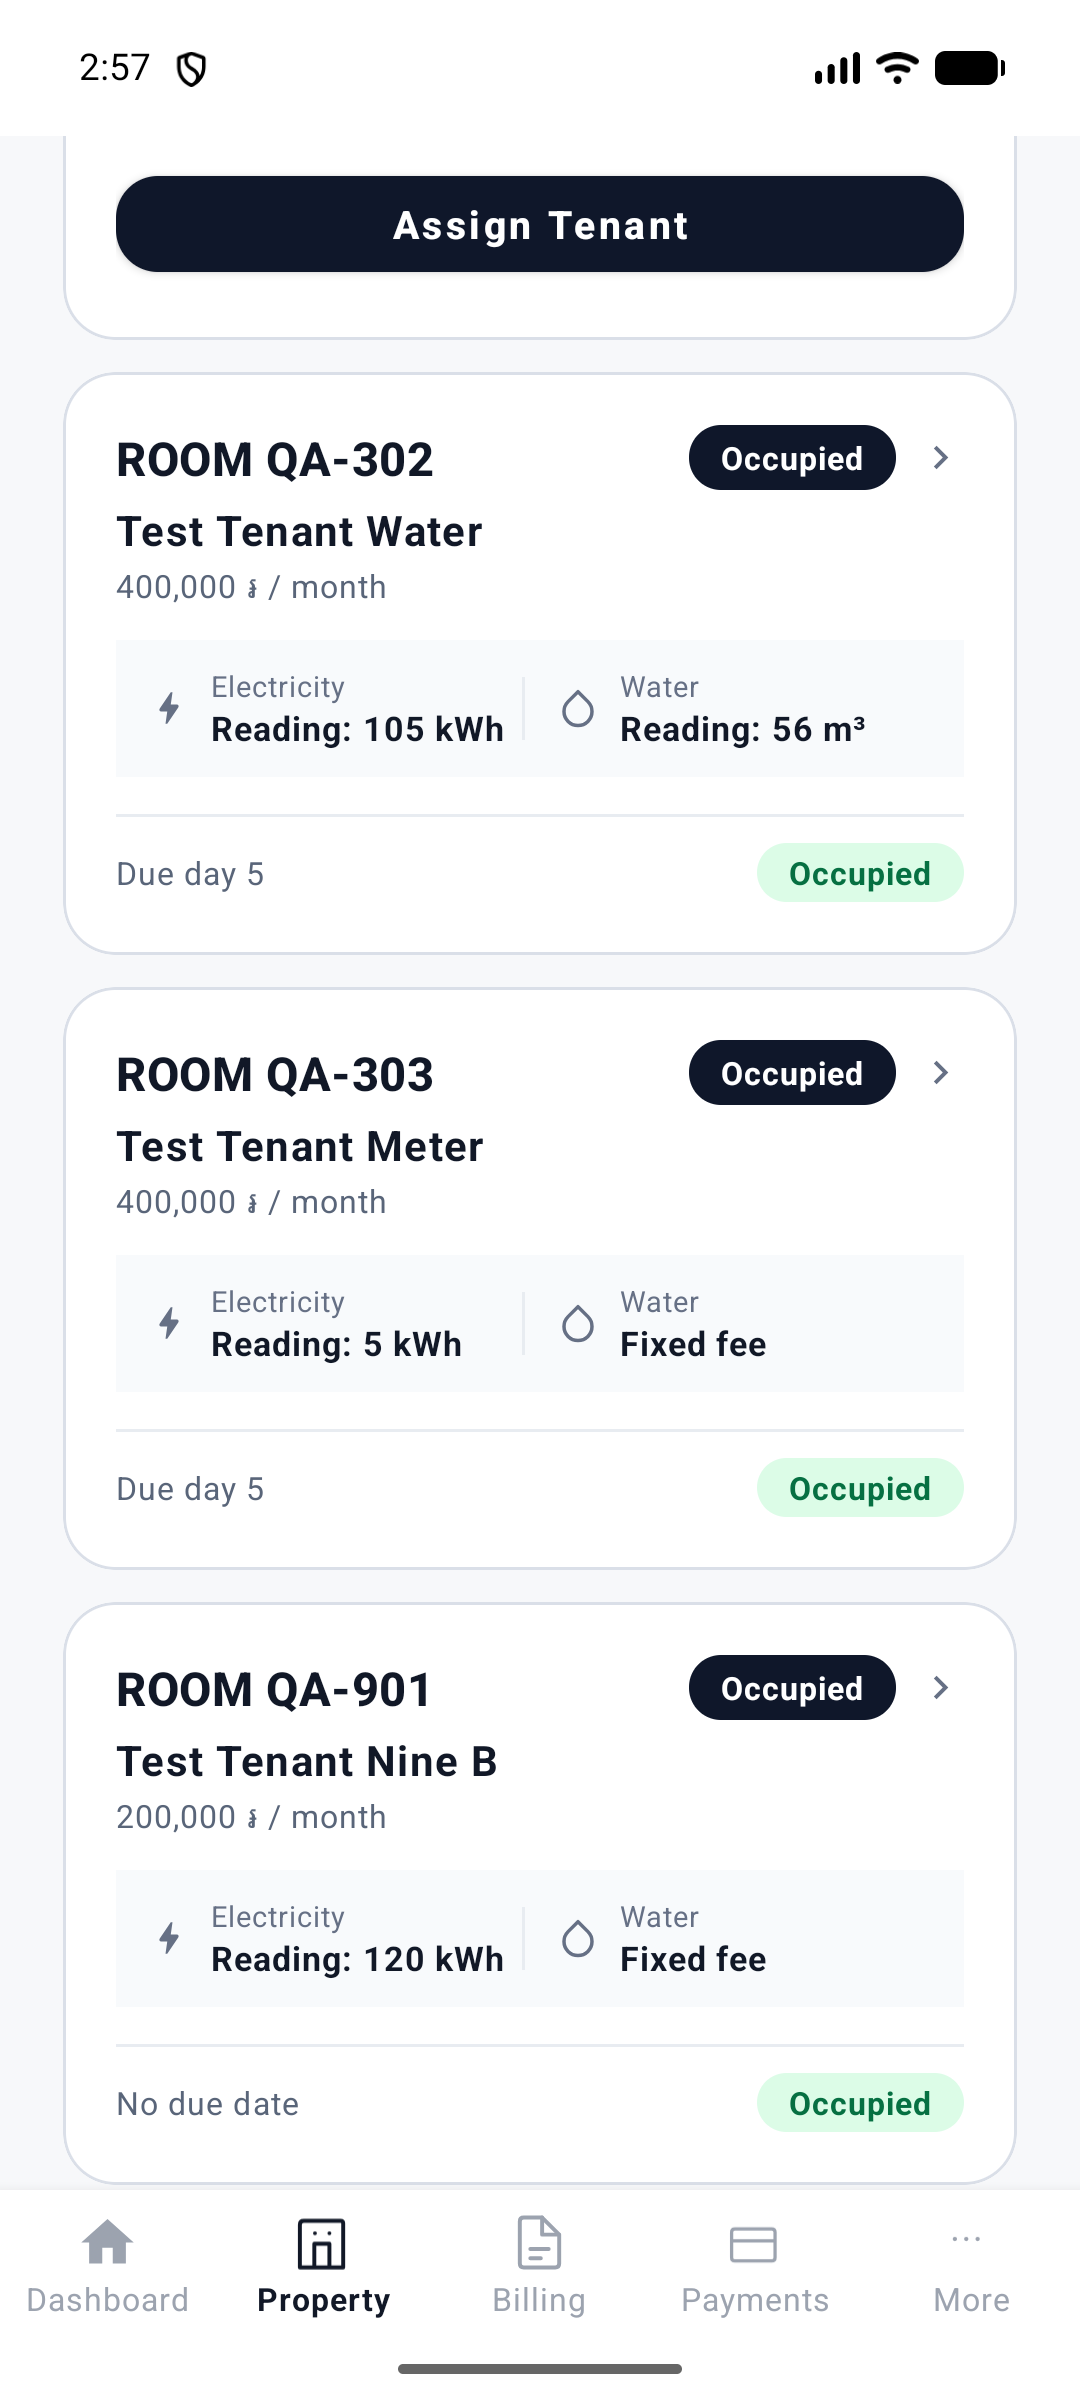 2:57
Assign Tenant
ROOM QA-302
Occupied
Test Tenant Water
400,000 ៛ / month
Electricity
Reading: 105 kWh
Water
Reading: 56 m³
Due day 5
Occupied
ROOM QA-303
Occupied
Test Tenant Meter
400,000 ៛ / month
Electricity
Reading: 5 kWh
Water
Fixed fee
Due day 5
Occupied
ROOM QA-901
Occupied
Test Tenant Nine B
200,000 ៛ / month
Electricity
Reading: 120 kWh
Water
Fixed fee
No due date
Occupied
Dashboard
Property
Billing
Payments
More